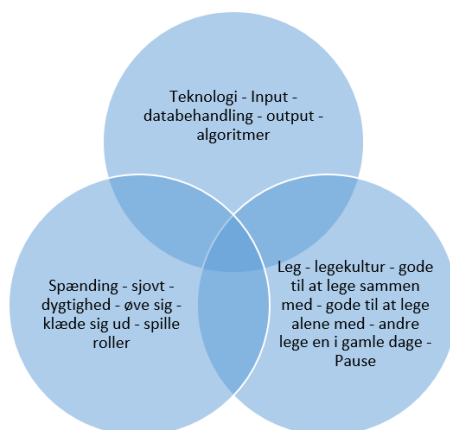 Teknologi - Input -
databehandling - output -
algoritmer
Spænding - sjovt -
dygtighed - øve sig -
klæde sig ud - spille
roller
Leg - legekultur - gode
til at lege sammen
med - gode til at lege
alene med - andre
lege en i gamle dage -
Pause